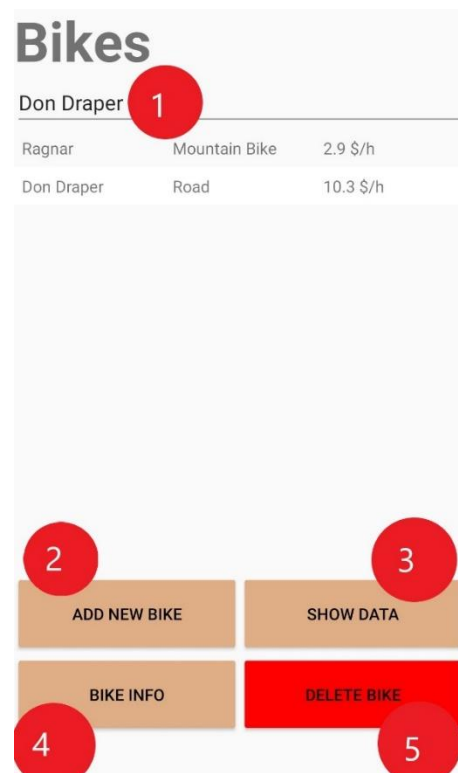 Bikes
Don Draper 1
Ragnar Mountain Bike 2.9 $/h
Don Draper Road 10.3 $/h
2 3
ADD NEW BIKE SHOW DATA
BIKE INFO DELETE BIKE
4 5